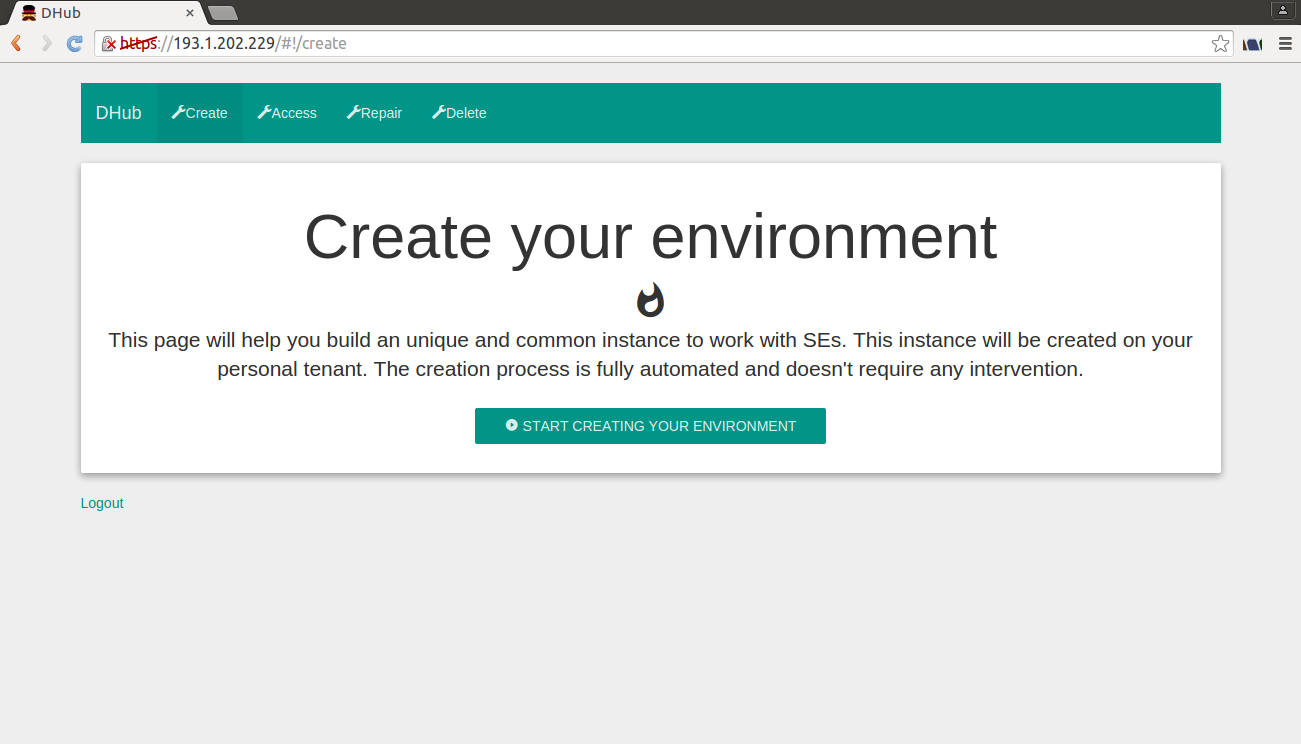 DHub
https://193.1.202.229/#!/create
DHub Create Access Repair Delete
Create your environment
This page will help you build an unique and common instance to work with SEs. This instance will be created on your
personal tenant. The creation process is fully automated and doesn't require any intervention.
START CREATING YOUR ENVIRONMENT
Logout